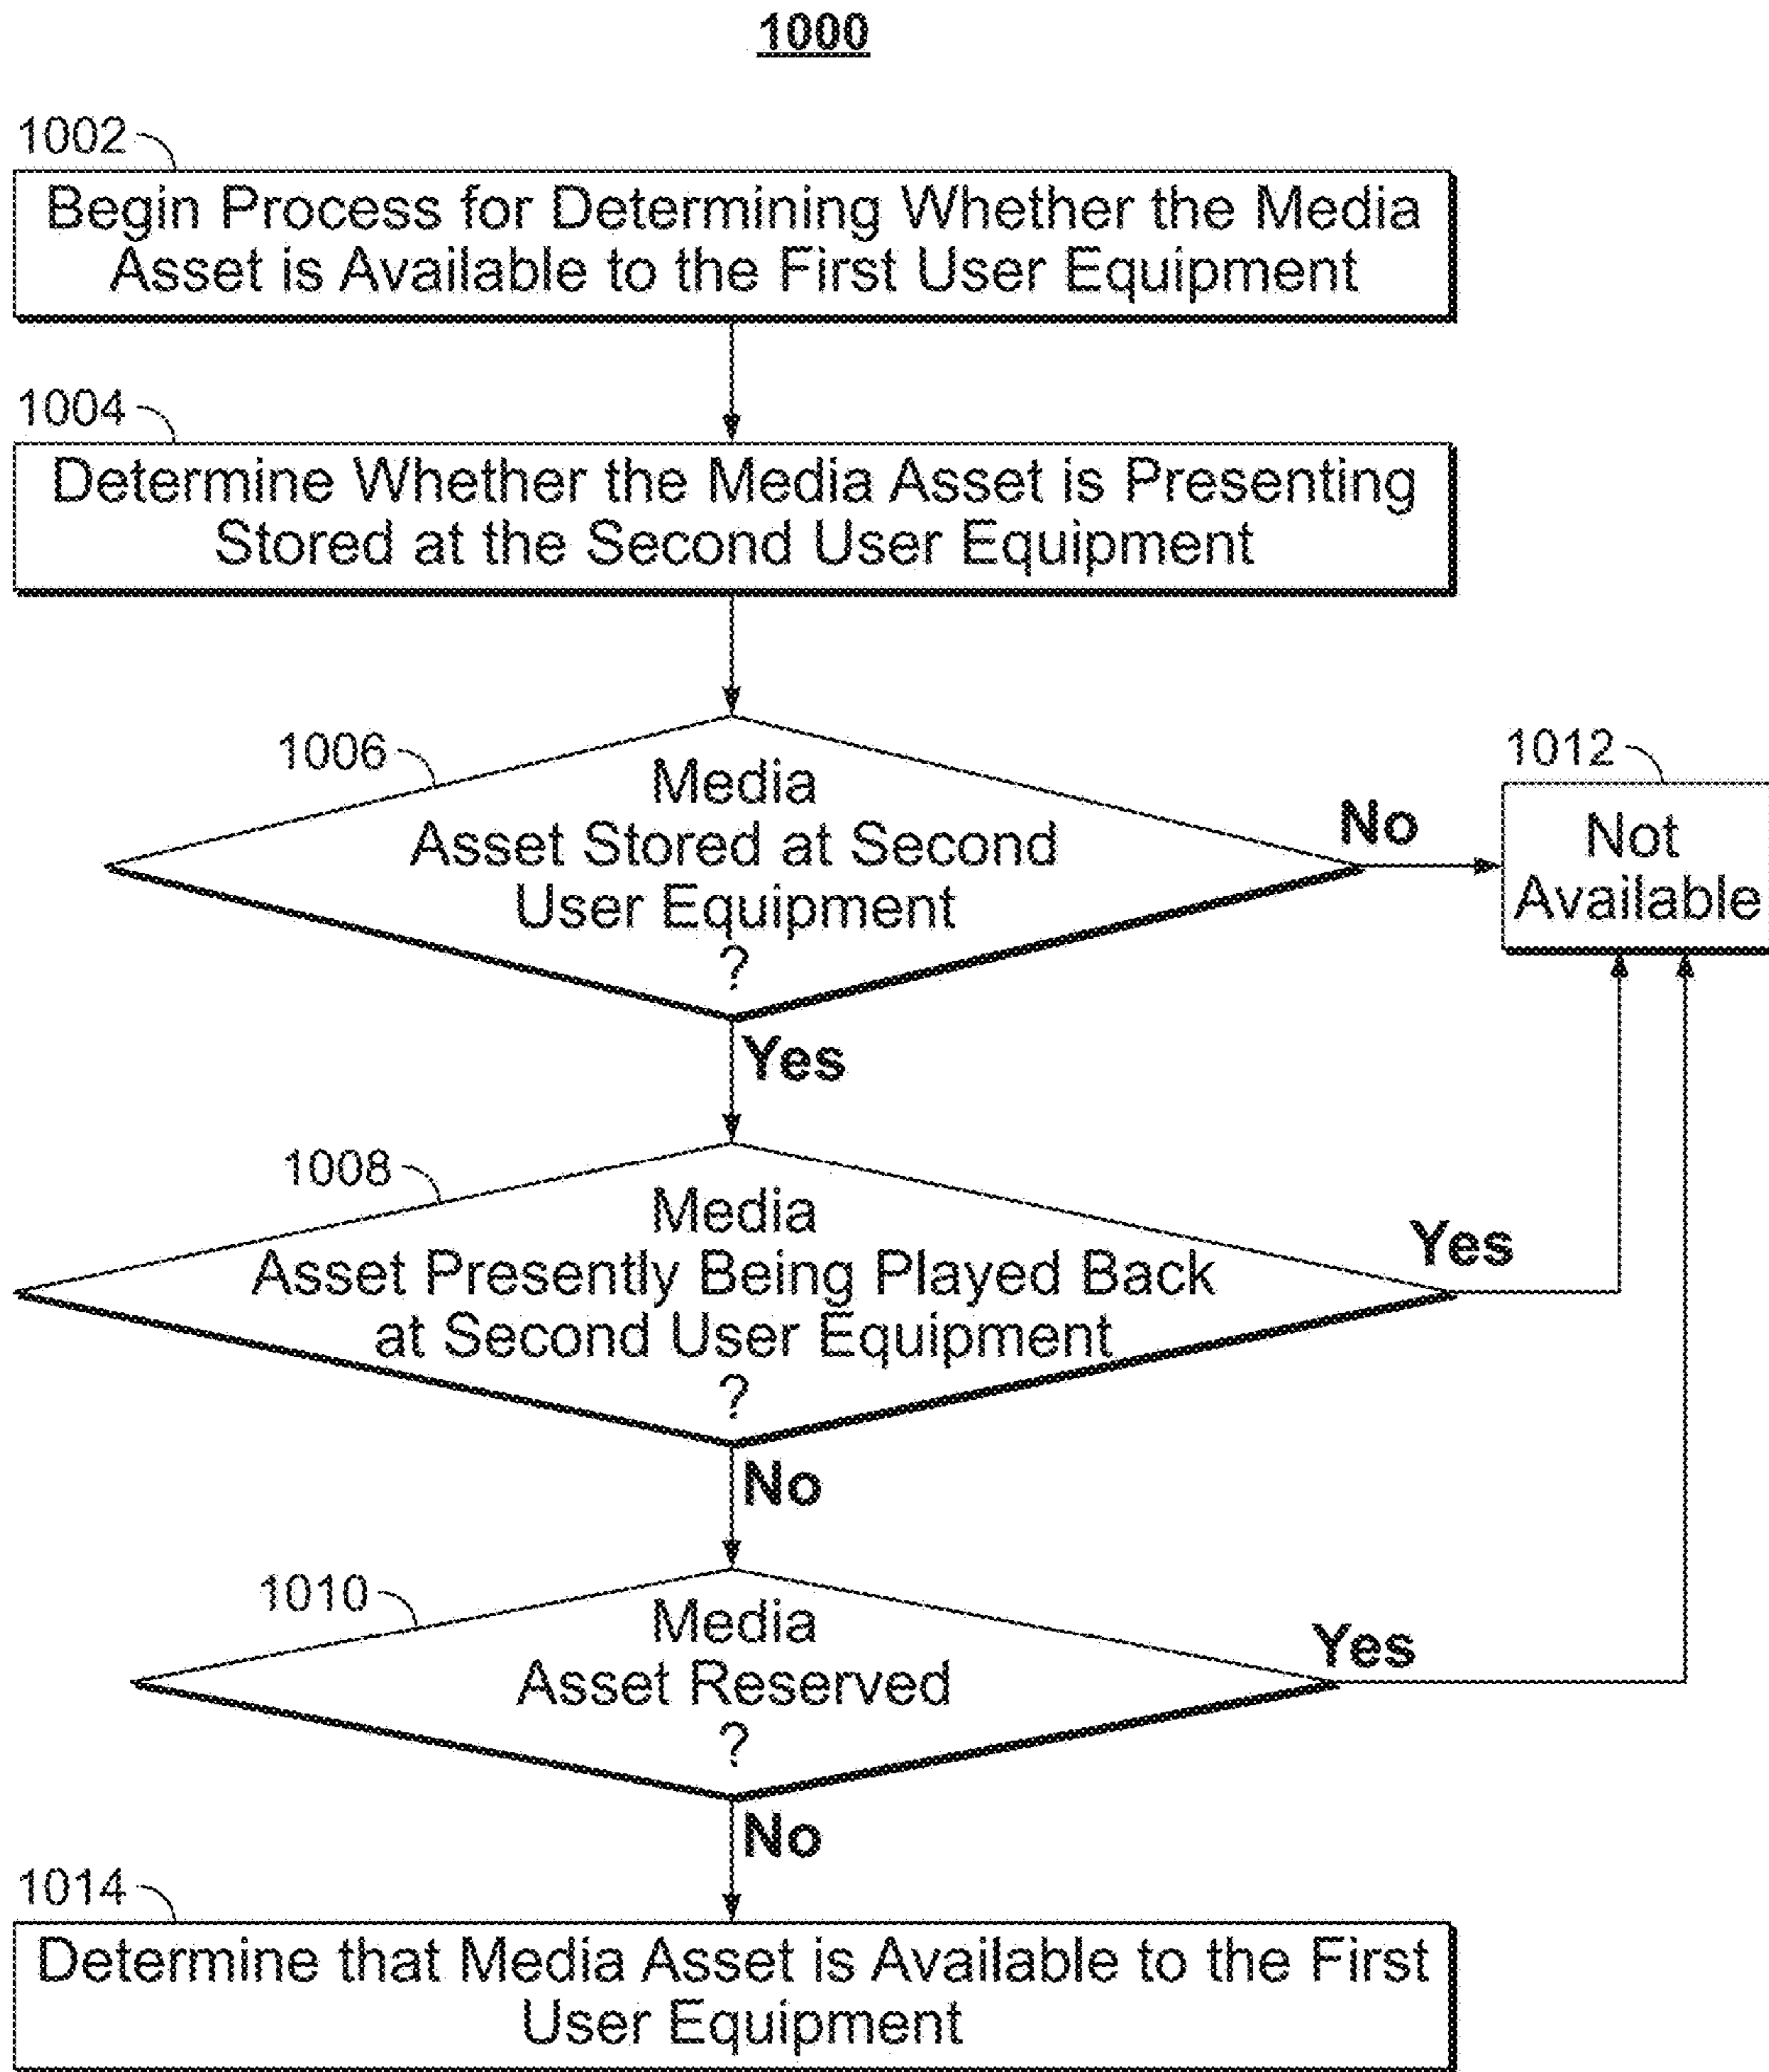 1000
1002
Begin Process for Determining Whether the Media
Asset is Available to the First User Equipment
1004
Determine Whether the Media Asset is Presenting
Stored at the Second User Equipment
1006
Media
Asset Stored at Second
User Equipment
?
No
1012
Not
Available
Yes
1008
Media
Asset Presently Being Played Back
at Second User Equipment
?
Yes
No
1010
Media
Asset Reserved
?
Yes
No
1014
Determine that Media Asset is Available to the First
User Equipment